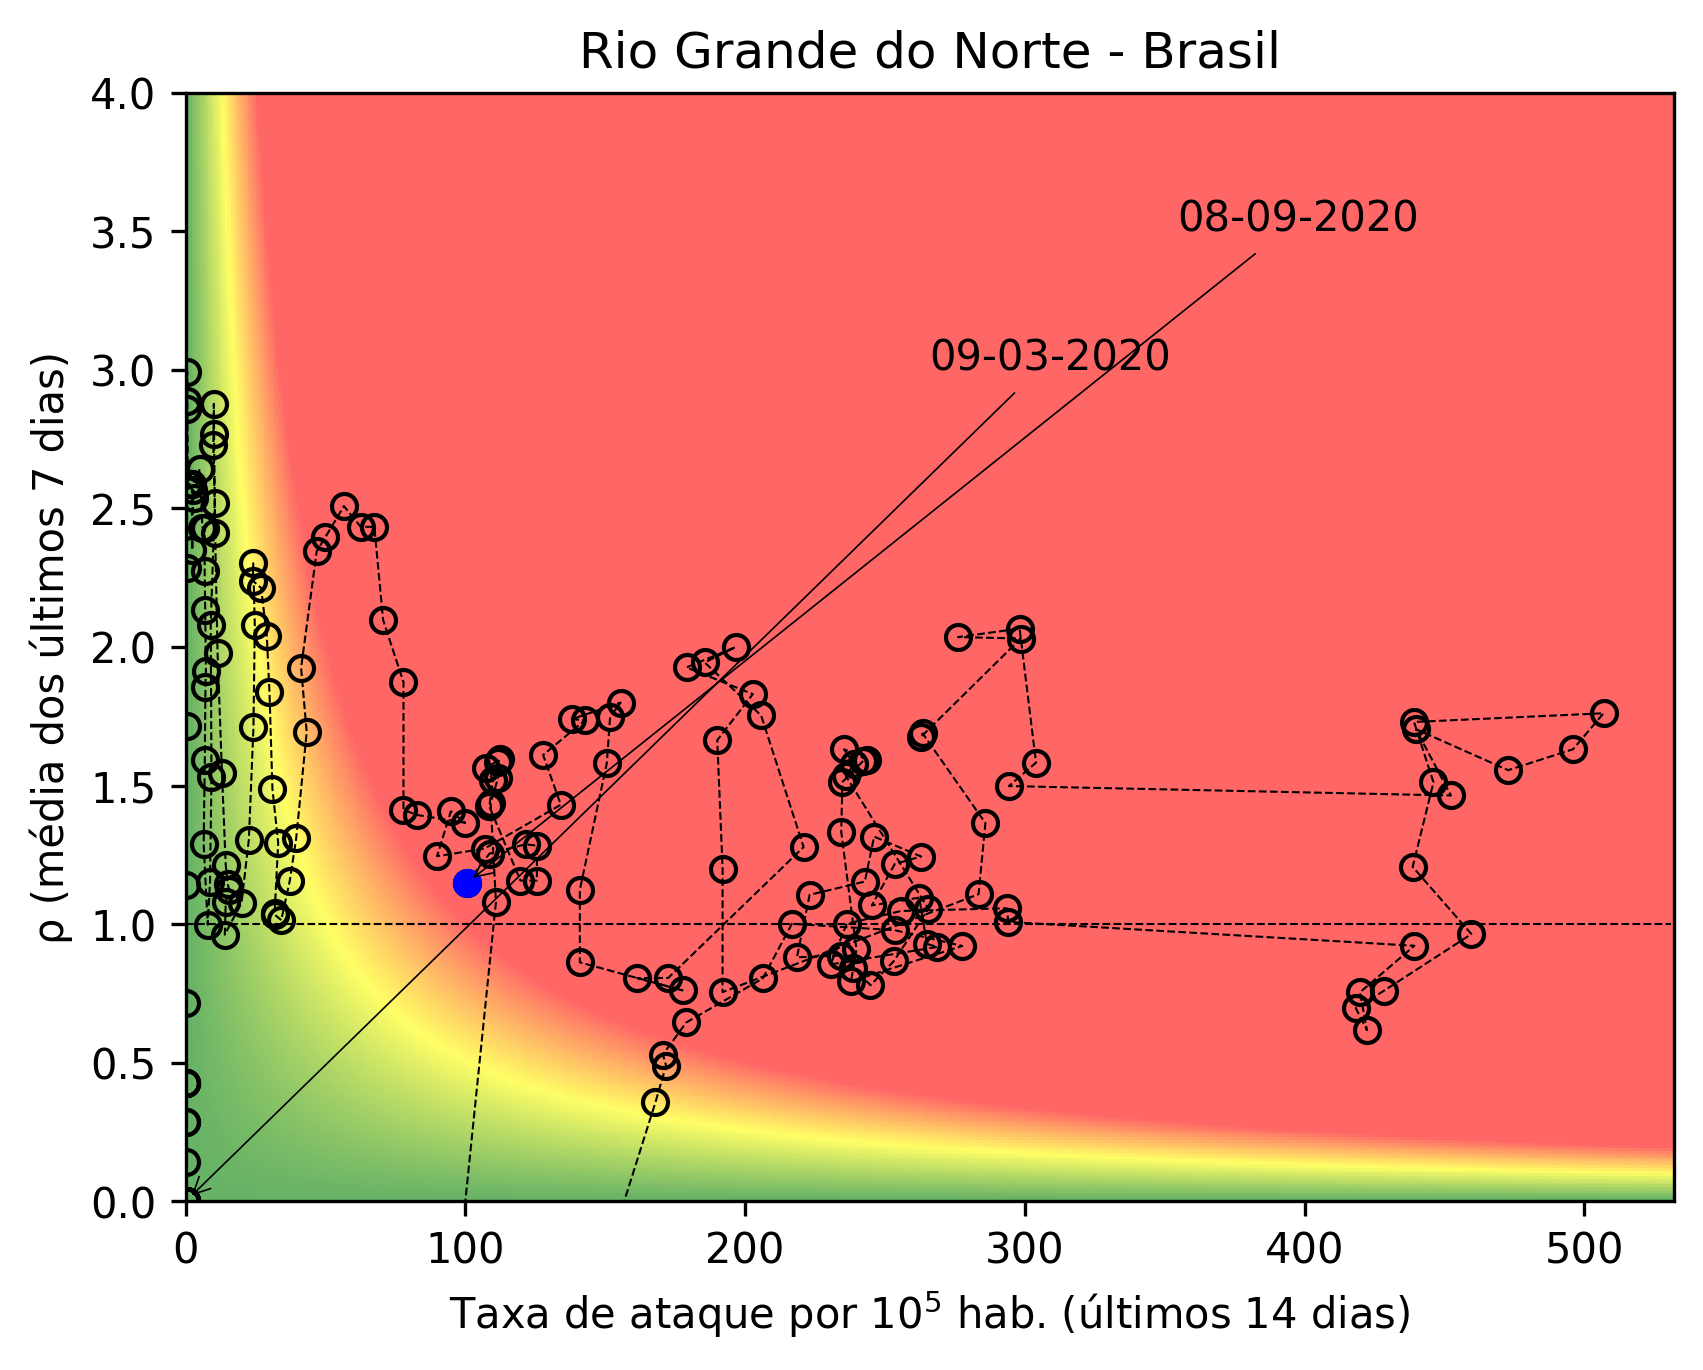 Rio Grande do Norte - Brasil
4.0
3.5
3.0
2.5
2.0
1.5
1.0
0.5
0.0
ρ (média dos últimos 7 dias)
08-09-2020
09-03-2020
0 100 200 300 400 500
Taxa de ataque por 10⁵ hab. (últimos 14 dias)